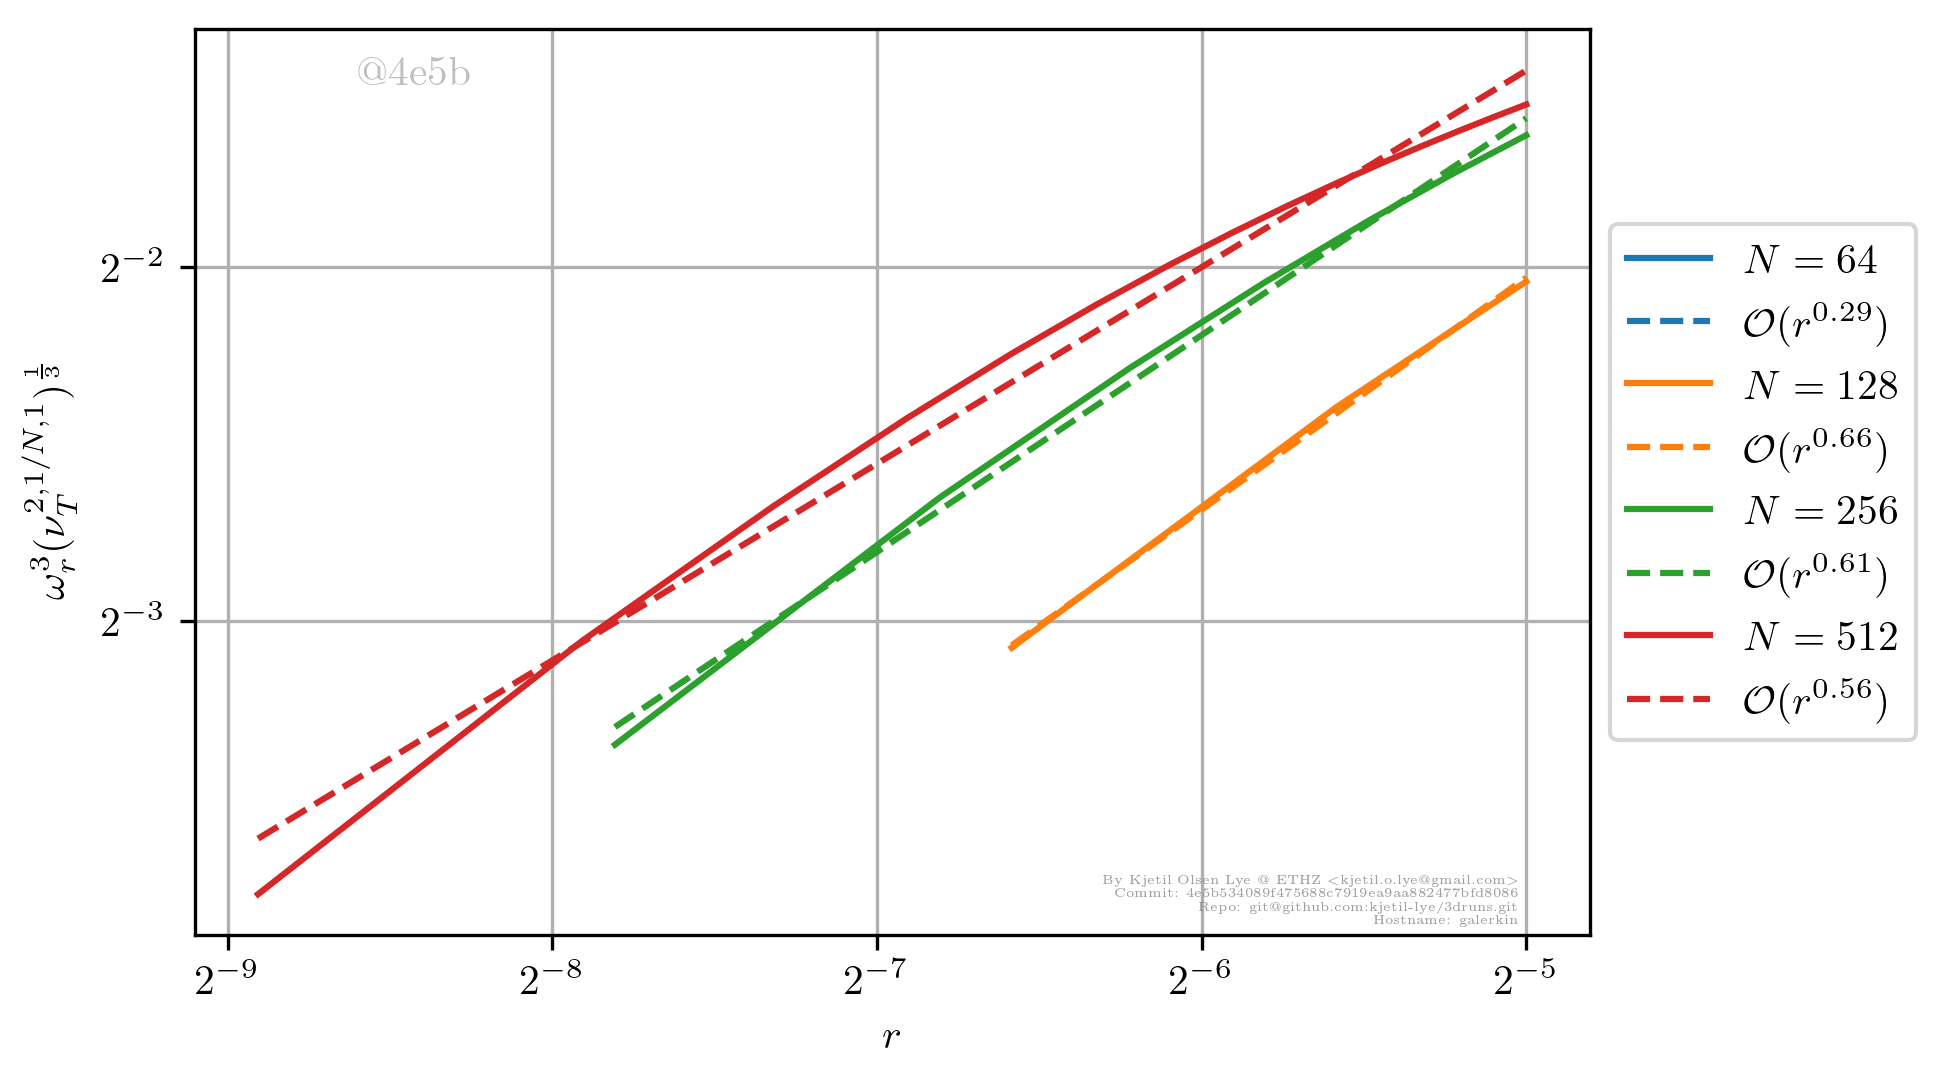 @4e5b
2^{-2}
2^{-3}
ω_r^3(ν_T^{2,1/N,1})^{\frac{1}{3}}
By Kjetil Olsen Lye @ ETHZ <kjetil.o.lye@gmail.com>
Commit: 4e5b534089f475688c7919ea9aa882477bfd8086
Repo: git@github.com:kjetil-lye/3druns.git
Hostname: galerkin
2^{-9} 2^{-8} 2^{-7} 2^{-6} 2^{-5}
r
N = 64
𝒪(r^{0.29})
N = 128
𝒪(r^{0.66})
N = 256
𝒪(r^{0.61})
N = 512
𝒪(r^{0.56})